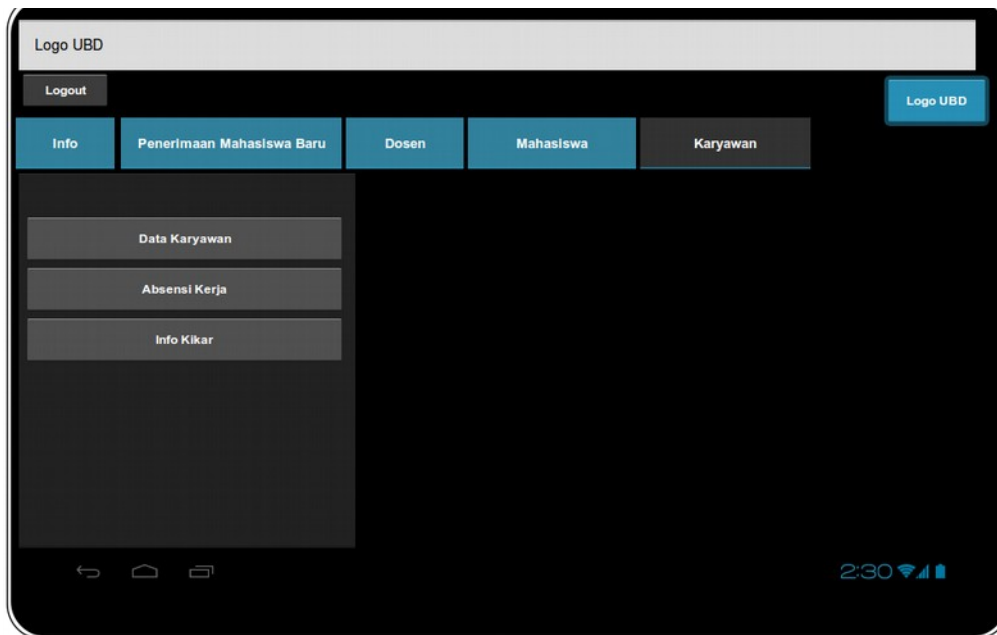 Logo UBD
Logout
Logo UBD
Info Penerimaan Mahasiswa Baru Dosen Mahasiswa Karyawan
Data Karyawan
Absensi Kerja
Info Kikar
2:30